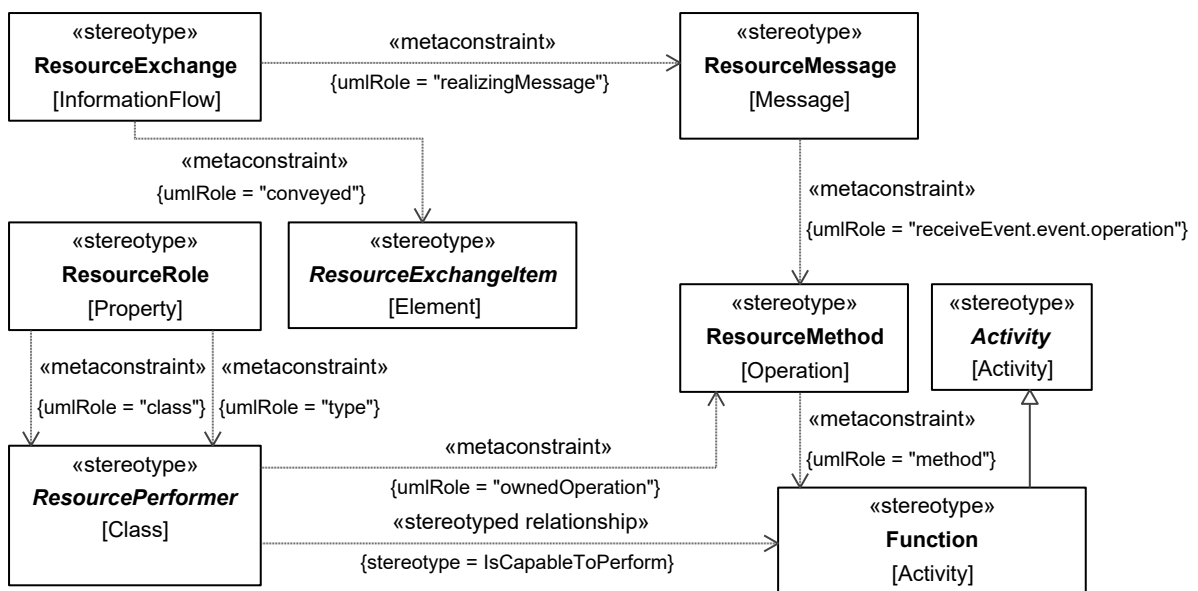 «stereotype»
ResourceExchange
[InformationFlow]
«metaconstraint»
{umlRole = "realizingMessage"}
«stereotype»
ResourceMessage
[Message]
«metaconstraint»
{umlRole = "conveyed"}
«metaconstraint»
{umlRole = "receiveEvent.event.operation"}
«stereotype»
ResourceRole
[Property]
«stereotype»
ResourceExchangeItem
[Element]
«stereotype»
ResourceMethod
[Operation]
«stereotype»
Activity
[Activity]
«metaconstraint»
{umlRole = "class"}
«metaconstraint»
{umlRole = "type"}
«metaconstraint»
{umlRole = "method"}
«stereotype»
ResourcePerformer
[Class]
«metaconstraint»
{umlRole = "ownedOperation"}
«stereotyped relationship»
{stereotype = IsCapableToPerform}
«stereotype»
Function
[Activity]